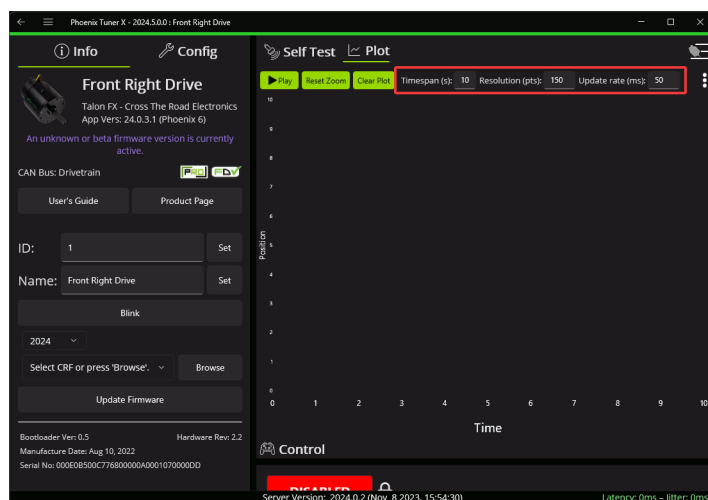 Phoenix Tuner X - 2024.5.0.0 : Front Right Drive
Info
Config
Front Right Drive
Talon FX - Cross The Road Electronics
App Vers: 24.0.3.1 (Phoenix 6)
An unknown or beta firmware version is currently
active.
CAN Bus: Drivetrain
PRO
FDV
User's Guide
Product Page
ID:
1
Set
Name:
Front Right Drive
Set
Blink
2024
Select CRF or press 'Browse'.
Browse
Update Firmware
Bootloader Ver: 0.5
Hardware Rev: 2.2
Manufacture Date: Aug 10, 2022
Serial No: 000E0B500C776800000A0001070000DD
Self Test
Plot
Play
Reset Zoom
Clear Plot
Timespan (s): 10
Resolution (pts): 150
Update rate (ms): 50
10
9
8
7
6
5
4
3
2
1
0
Position
0 1 2 3 4 5 6 7 8 9 10
Time
Control
DISABLED
Server Version: 2024.0.2 (Nov 8 2023, 15:54:30)
Latency: 0ms – Jitter: 0ms